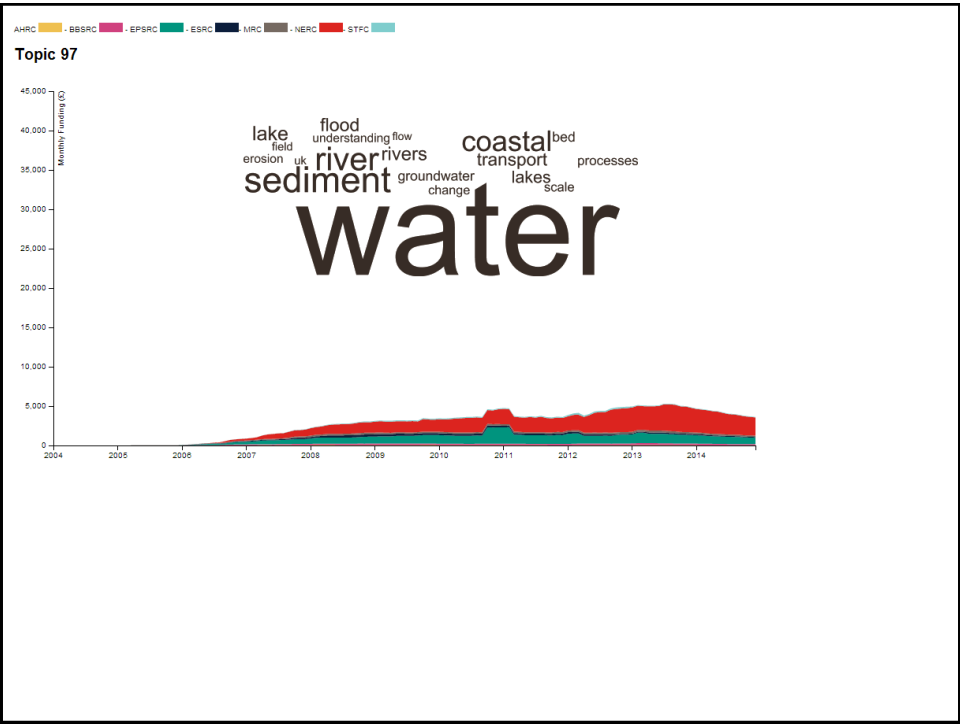 AHRC - BBSRC - EPSRC - ESRC - MRC - NERC - STFC
Topic 97
45,000
Monthly Funding (£)
40,000
35,000
30,000
25,000
20,000
15,000
10,000
5,000
0
2004 2005 2006 2007 2008 2009 2010 2011 2012 2013 2014
flood
lake understanding flow coastal bed
field
erosion uk river rivers transport processes
sediment groundwater lakes
change scale
water